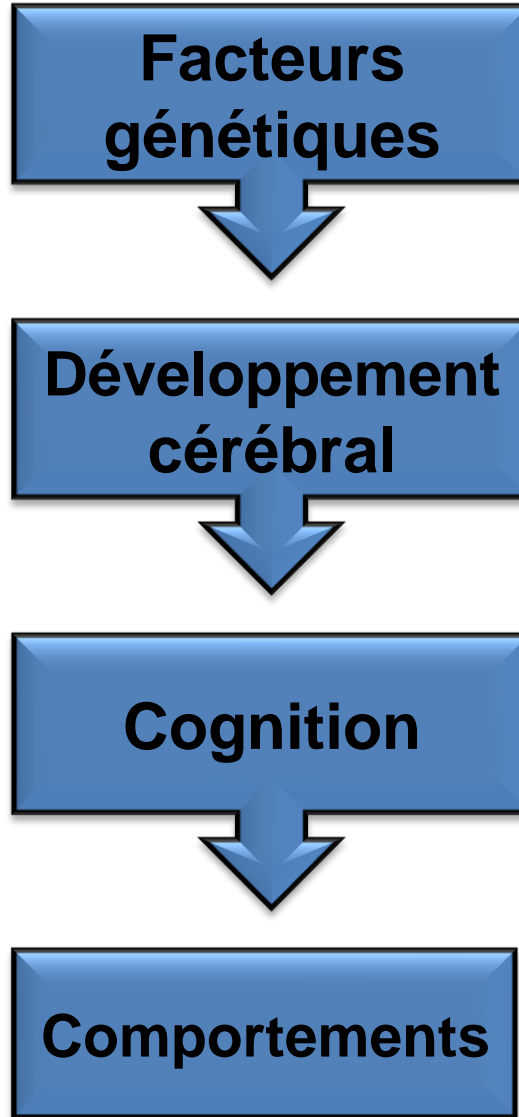 Facteurs
génétiques
Développement
cérébral
Cognition
Comportements